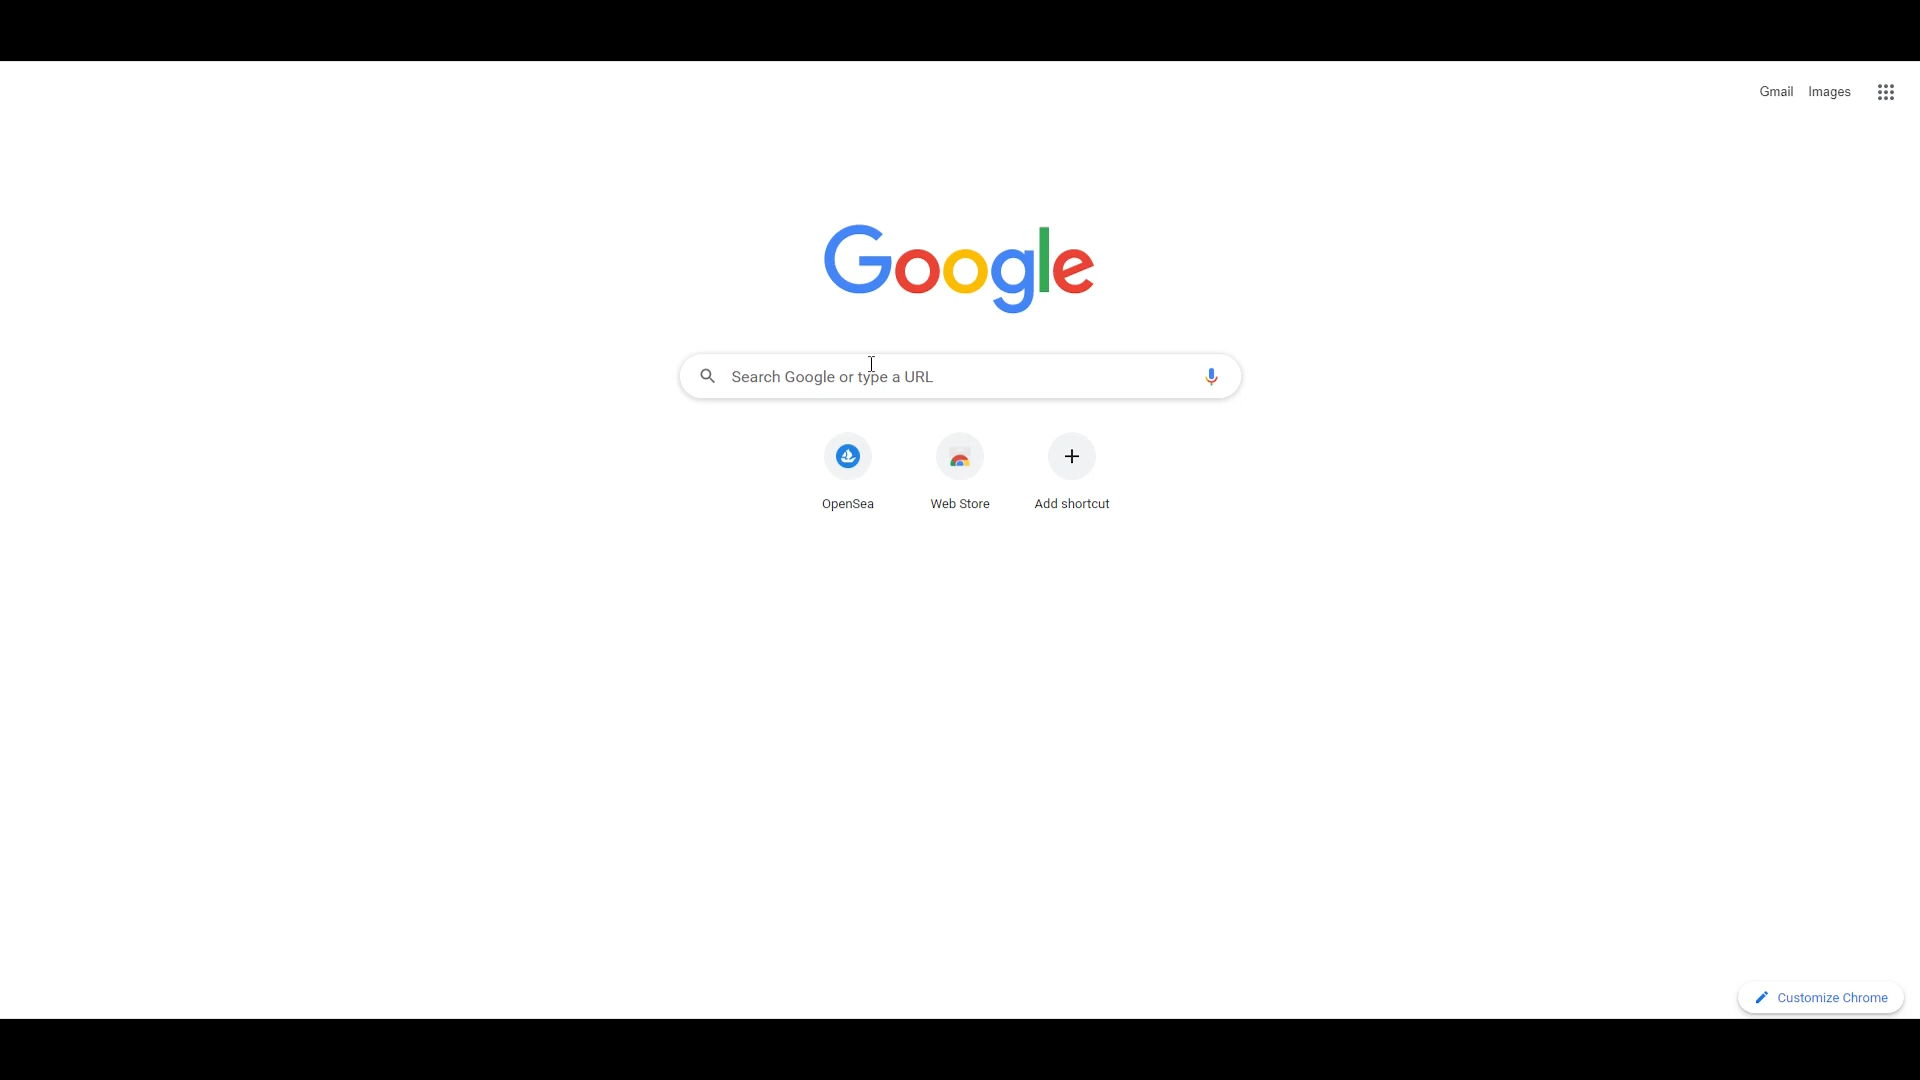 Gmail Images
Google
Search Google or type a URL
OpenSea Web Store Add shortcut
Customize Chrome